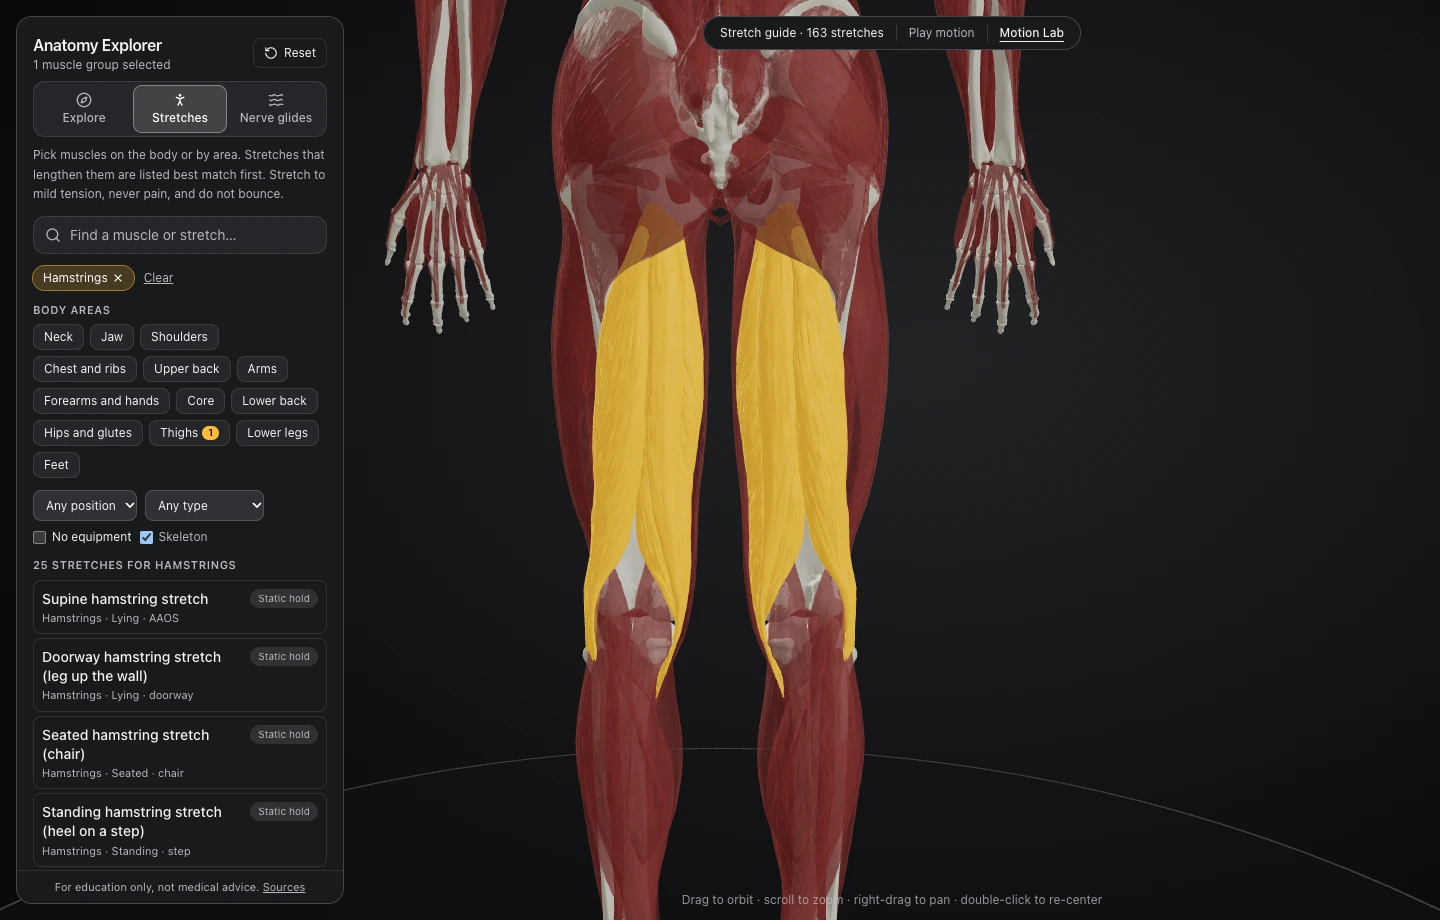 Anatomy Explorer
1 muscle group selected
Reset
Explore
Stretches
Nerve glides
Pick muscles on the body or by area. Stretches that
lengthen them are listed best match first. Stretch to
mild tension, never pain, and do not bounce.
Find a muscle or stretch...
Hamstrings ✕ Clear
BODY AREAS
Neck Jaw Shoulders
Chest and ribs Upper back Arms
Forearms and hands Core Lower back
Hips and glutes Thighs 1 Lower legs
Feet
Any position Any type
No equipment Skeleton
25 STRETCHES FOR HAMSTRINGS
Supine hamstring stretch Static hold
Hamstrings · Lying · AAOS
Doorway hamstring stretch Static hold
(leg up the wall)
Hamstrings · Lying · doorway
Seated hamstring stretch Static hold
(chair)
Hamstrings · Seated · chair
Standing hamstring stretch Static hold
(heel on a step)
Hamstrings · Standing · step
For education only, not medical advice. Sources
Stretch guide · 163 stretches Play motion Motion Lab
Drag to orbit · scroll to zoom · right-drag to pan · double-click to re-center